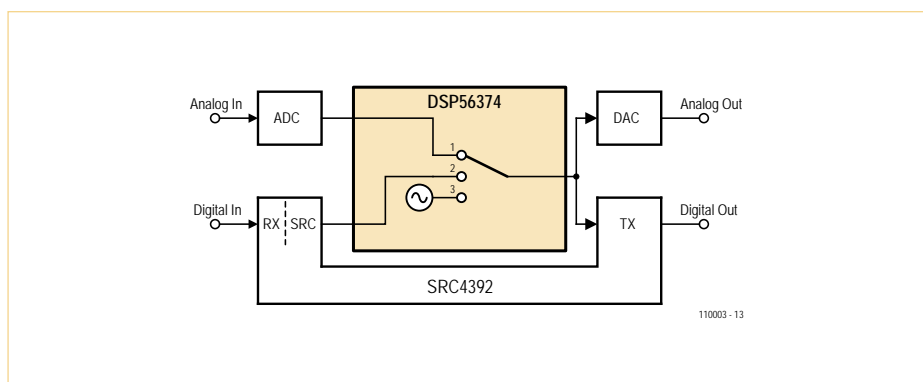 DSP56374
Analog In
ADC
1
2
3
DAC
Analog Out
Digital In
RX
SRC
TX
Digital Out
SRC4392
110003 - 13